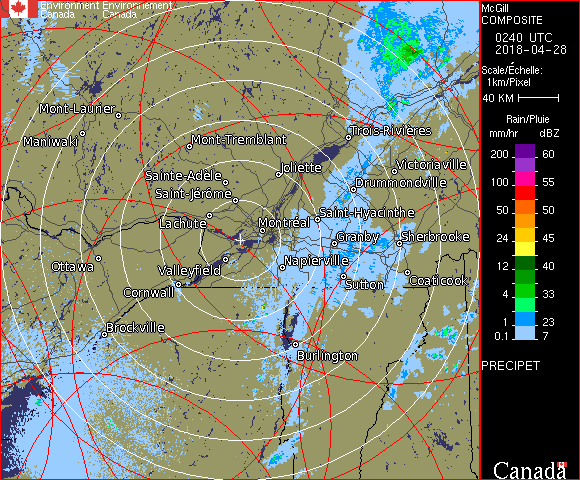 Environment Environnement
Canada Canada
McGill
COMPOSITE
0240 UTC
2018-04-28
Scale/Échelle:
1km/Pixel
40 KM
Rain/Pluie
mm/hr dBZ
200 60
100 55
50 50
24 45
12 40
4 33
1 23
0.1 7
PRECIPET
Canada
Mont-Laurier
Maniwaki
Mont-Tremblant
Trois-Rivières
Sainte-Adèle
Joliette
Victoriaville
Saint-Jérôme
Drummondville
Lachute
Montréal
Saint-Hyacinthe
Granby
Sherbrooke
Ottawa
Valleyfield
Napierville
Cornwall
Sutton
Coaticook
Brockville
Burlington